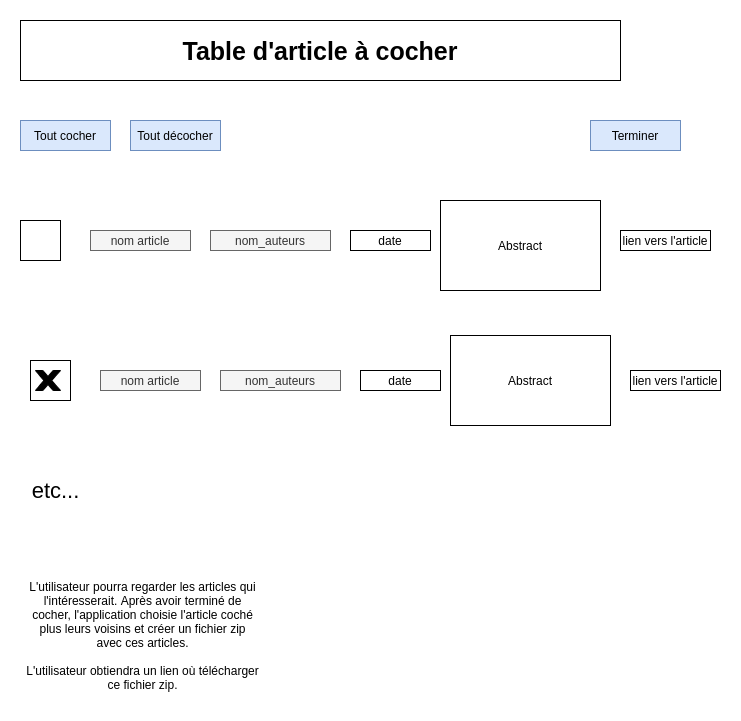 Table d'article à cocher
Tout cocher
Tout décocher
Terminer
nom article
nom_auteurs
date
Abstract
lien vers l'article
nom article
nom_auteurs
date
Abstract
lien vers l'article
etc...
L'utilisateur pourra regarder les articles qui
l'intéresserait. Après avoir terminé de
cocher, l'application choisie l'article coché
plus leurs voisins et créer un fichier zip
avec ces articles.
L'utilisateur obtiendra un lien où télécharger
ce fichier zip.